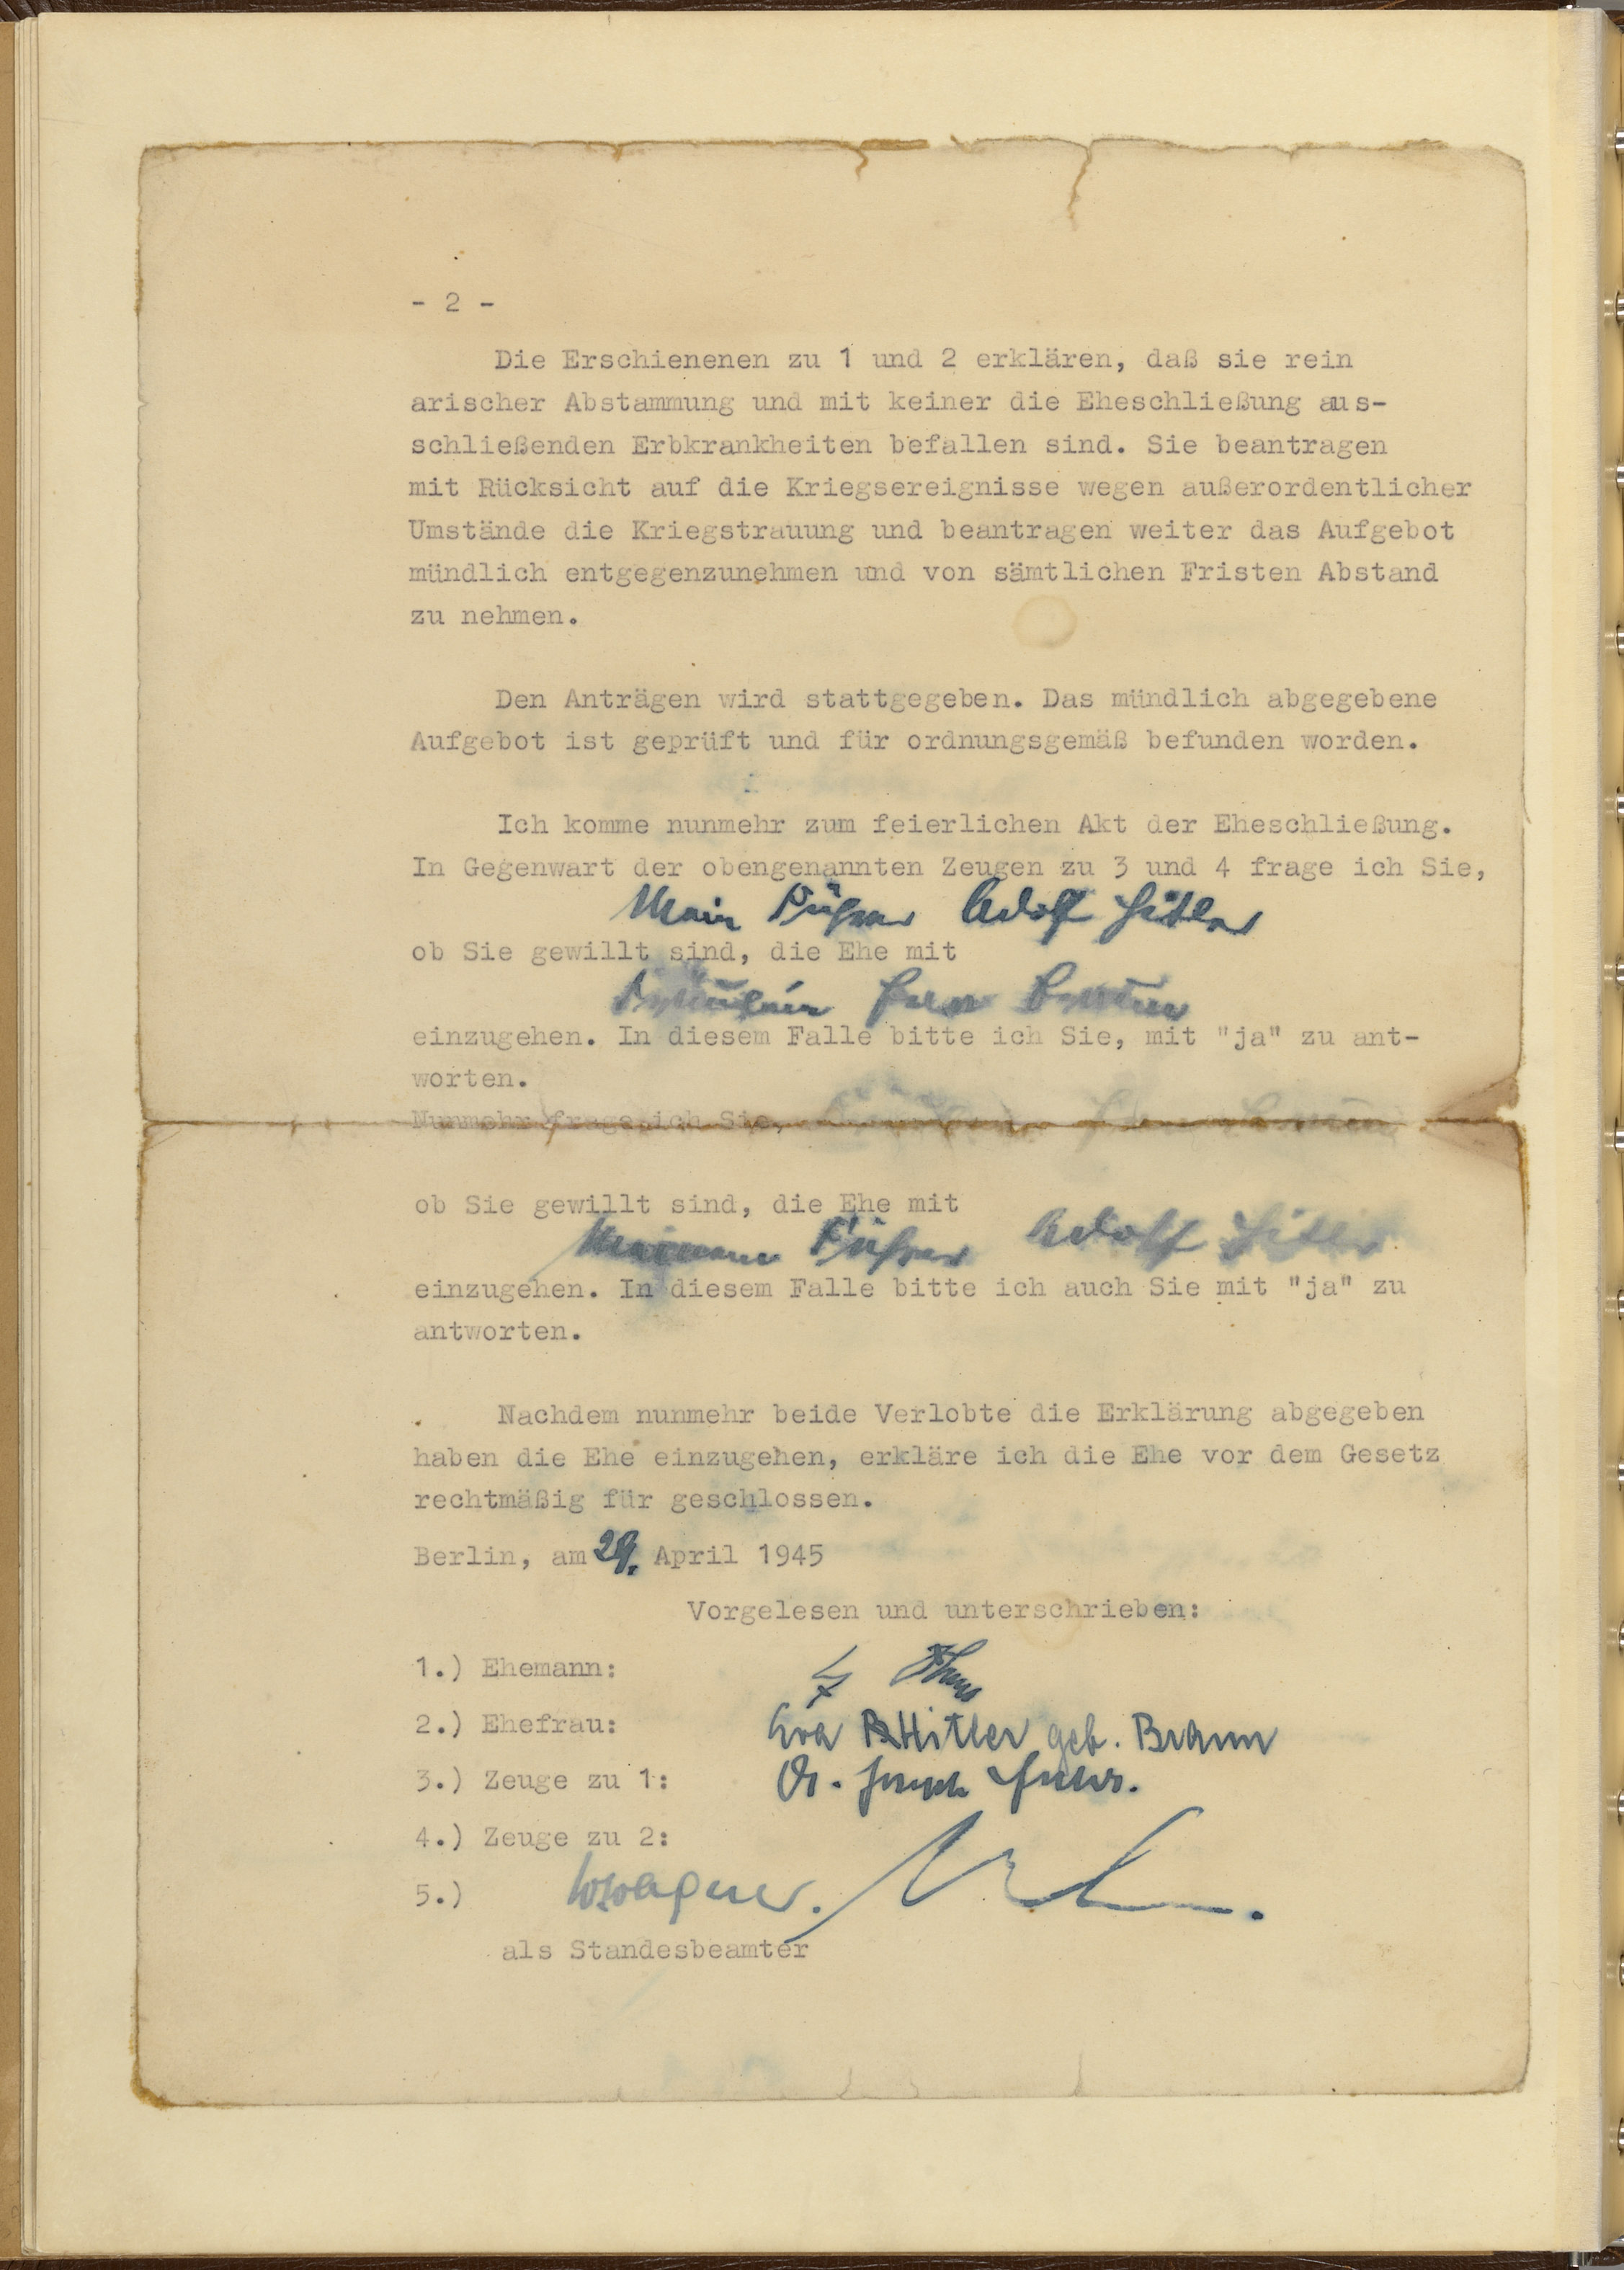 - 2 -
Die Erschienenen zu 1 und 2 erklären, daß sie rein
arischer Abstammung und mit keiner die Eheschließung aus-
schließenden Erbkrankheiten befallen sind. Sie beantragen
mit Rücksicht auf die Kriegsereignisse wegen außerordentlicher
Umstände die Kriegstrauung und beantragen weiter das Aufgebot
mündlich entgegenzunehmen und von sämtlichen Fristen Abstand
zu nehmen.
Den Anträgen wird stattgegeben. Das mündlich abgegebene
Aufgebot ist geprüft und für ordnungsgemäß befunden worden.
Ich komme nunmehr zum feierlichen Akt der Eheschließung.
In Gegenwart der obengenannten Zeugen zu 3 und 4 frage ich Sie,
Mein Führer Adolf Hitler
ob Sie gewillt sind, die Ehe mit
Fräulein Eva Braun
einzugehen. In diesem Falle bitte ich Sie, mit "ja" zu ant-
worten.
Nunmehr frage ich Sie, Fräulein Eva Braun
ob Sie gewillt sind, die Ehe mit
Meinem Führer Adolf Hitler
einzugehen. In diesem Falle bitte ich auch Sie mit "ja" zu
antworten.
Nachdem nunmehr beide Verlobte die Erklärung abgegeben
haben die Ehe einzugehen, erkläre ich die Ehe vor dem Gesetz
rechtmäßig für geschlossen.
Berlin, am 29. April 1945
Vorgelesen und unterschrieben:
1.) Ehemann:
2.) Ehefrau: Eva B Hitler geb. Braun
3.) Zeuge zu 1: Dr.
4.) Zeuge zu 2:
5.) Wagner.
als Standesbeamter